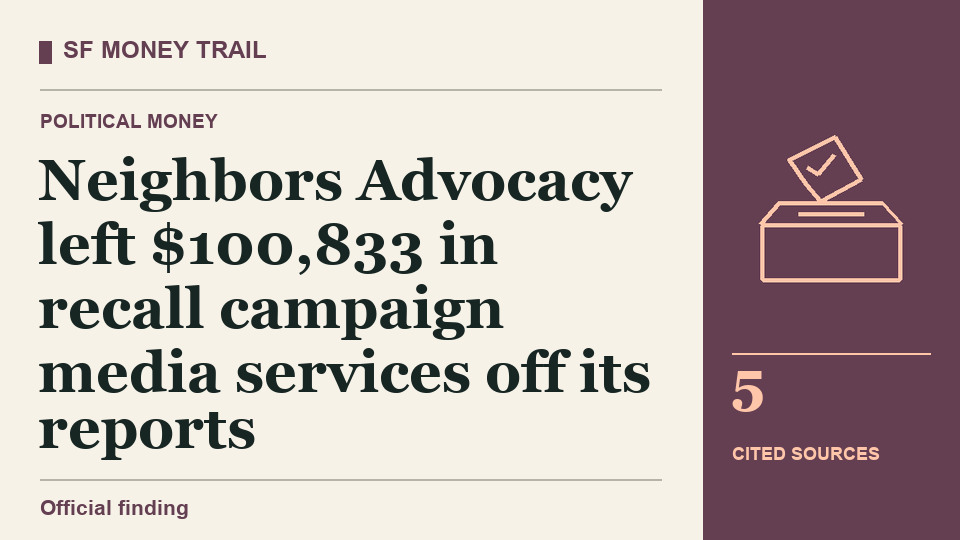 SF MONEY TRAIL
POLITICAL MONEY
Neighbors Advocacy
left $100,833 in
recall campaign
media services off its
reports
Official finding
5
CITED SOURCES